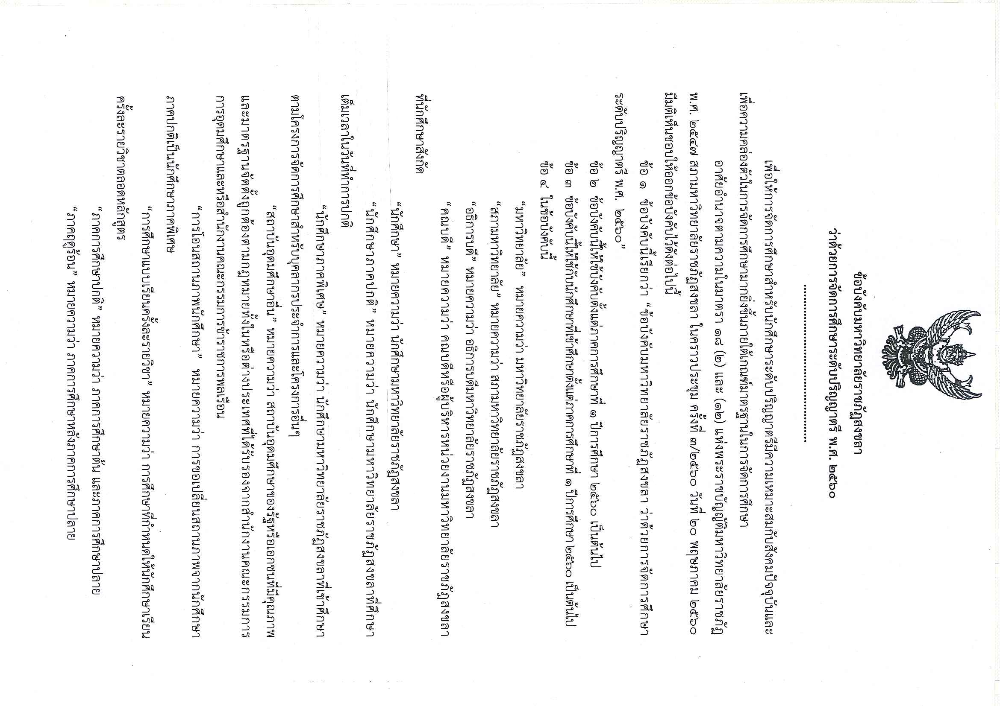 ข้อบังคับมหาวิทยาลัยราชภัฏสงขลา
ว่าด้วยการจัดการศึกษาระดับปริญญาตรี พ.ศ. ๒๕๖๐
................................................
เพื่อให้การจัดการศึกษาสำหรับนักศึกษาระดับปริญญาตรีมีความเหมาะสมกับสังคมปัจจุบันและ
เพื่อความคล่องตัวในการจัดการศึกษามากยิ่งขึ้นภายใต้เกณฑ์มาตรฐานในการจัดการศึกษา
อาศัยอำนาจตามความในมาตรา ๑๘ (๒) และ (๑๒) แห่งพระราชบัญญัติมหาวิทยาลัยราชภัฏ
พ.ศ. ๒๕๔๗ สภามหาวิทยาลัยราชภัฏสงขลา ในคราวประชุม ครั้งที่ ๓/๒๕๖๐ วันที่ ๒๐ พฤษภาคม ๒๕๖๐
มีมติเห็นชอบให้ออกข้อบังคับไว้ดังต่อไปนี้
ข้อ ๑ ข้อบังคับนี้เรียกว่า “ข้อบังคับมหาวิทยาลัยราชภัฏสงขลา ว่าด้วยการจัดการศึกษา
ระดับปริญญาตรี พ.ศ. ๒๕๖๐”
ข้อ ๒ ข้อบังคับนี้ให้ใช้บังคับตั้งแต่ภาคการศึกษาที่ ๑ ปีการศึกษา ๒๕๖๐ เป็นต้นไป
ข้อ ๓ ข้อบังคับนี้ให้ใช้กับนักศึกษาที่เข้าศึกษาตั้งแต่ภาคการศึกษาที่ ๑ ปีการศึกษา ๒๕๖๐ เป็นต้นไป
ข้อ ๔ ในข้อบังคับนี้
“มหาวิทยาลัย” หมายความว่า มหาวิทยาลัยราชภัฏสงขลา
“สภามหาวิทยาลัย” หมายความว่า สภามหาวิทยาลัยราชภัฏสงขลา
“อธิการบดี” หมายความว่า อธิการบดีมหาวิทยาลัยราชภัฏสงขลา
“คณบดี” หมายความว่า คณบดีหรือผู้บริหารหน่วยงานมหาวิทยาลัยราชภัฏสงขลา
ที่นักศึกษาสังกัด
“นักศึกษา” หมายความว่า นักศึกษามหาวิทยาลัยราชภัฏสงขลา
“นักศึกษาภาคปกติ” หมายความว่า นักศึกษามหาวิทยาลัยราชภัฏสงขลาที่ศึกษา
เต็มเวลาในวันที่ทำการปกติ
“นักศึกษาภาคพิเศษ” หมายความว่า นักศึกษามหาวิทยาลัยราชภัฏสงขลาที่เข้าศึกษา
ตามโครงการจัดการศึกษาสำหรับบุคลากรประจำการและโครงการอื่นๆ
“สถาบันอุดมศึกษาอื่น” หมายความว่า สถาบันอุดมศึกษาของรัฐหรือเอกชนที่มีคุณภาพ
และมาตรฐานจัดตั้งถูกต้องตามกฎหมายทั้งในหรือต่างประเทศที่ได้รับรองจากสำนักงานคณะกรรมการ
การอุดมศึกษาและหรือสำนักงานคณะกรรมการข้าราชการพลเรือน
“การโอนสถานภาพนักศึกษา” หมายความว่า การขอเปลี่ยนสถานภาพจากนักศึกษา
ภาคปกติเป็นนักศึกษาภาคพิเศษ
“การศึกษาแบบเรียนครั้งละรายวิชา” หมายความว่า การศึกษาที่กำหนดให้นักศึกษาเรียน
ครั้งละรายวิชาตลอดหลักสูตร
“ภาคการศึกษาปกติ” หมายความว่า ภาคการศึกษาต้น และภาคการศึกษาปลาย
“ภาคฤดูร้อน” หมายความว่า ภาคการศึกษาหลังภาคการศึกษาปลาย